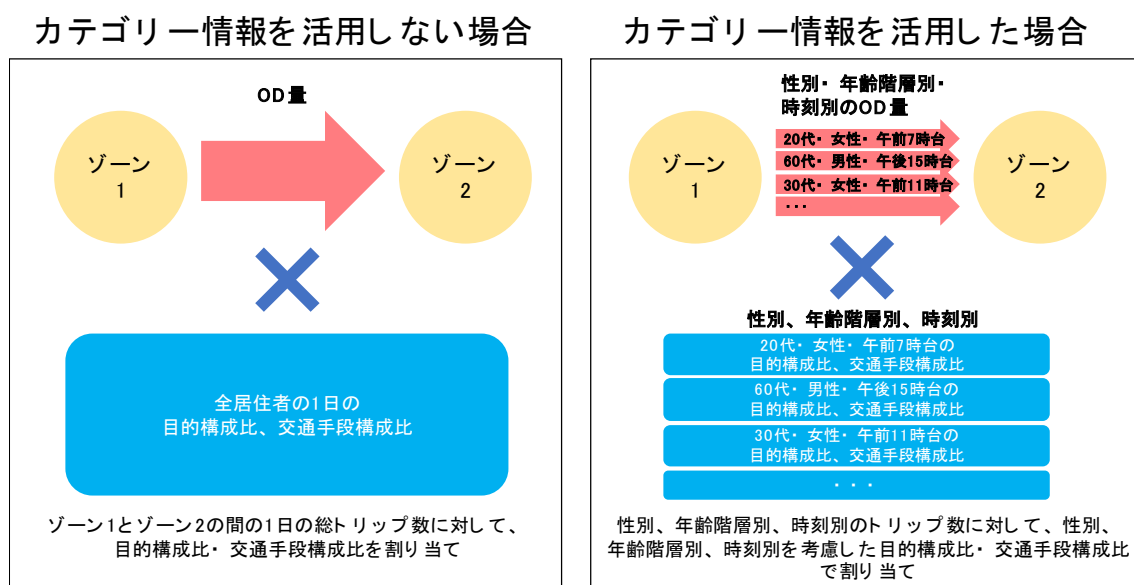 カテゴリー情報を活用しない場合
OD量
ゾーン
1
ゾーン
2
全居住者の1日の
目的構成比、交通手段構成比
ゾーン1とゾーン2の間の1日の総トリップ数に対して、
目的構成比・交通手段構成比を割り当て
カテゴリー情報を活用した場合
性別・年齢階層別・
時刻別のOD量
ゾーン
1
20代・女性・午前7時台
60代・男性・午後15時台
30代・女性・午前11時台
・・・
ゾーン
2
性別、年齢階層別、時刻別
20代・女性・午前7時台の
目的構成比、交通手段構成比
60代・男性・午後15時台の
目的構成比、交通手段構成比
30代・女性・午前11時台の
目的構成比、交通手段構成比
・・・
性別、年齢階層別、時刻別のトリップ数に対して、性別、
年齢階層別、時刻別を考慮した目的構成比・交通手段構成比
で割り当て